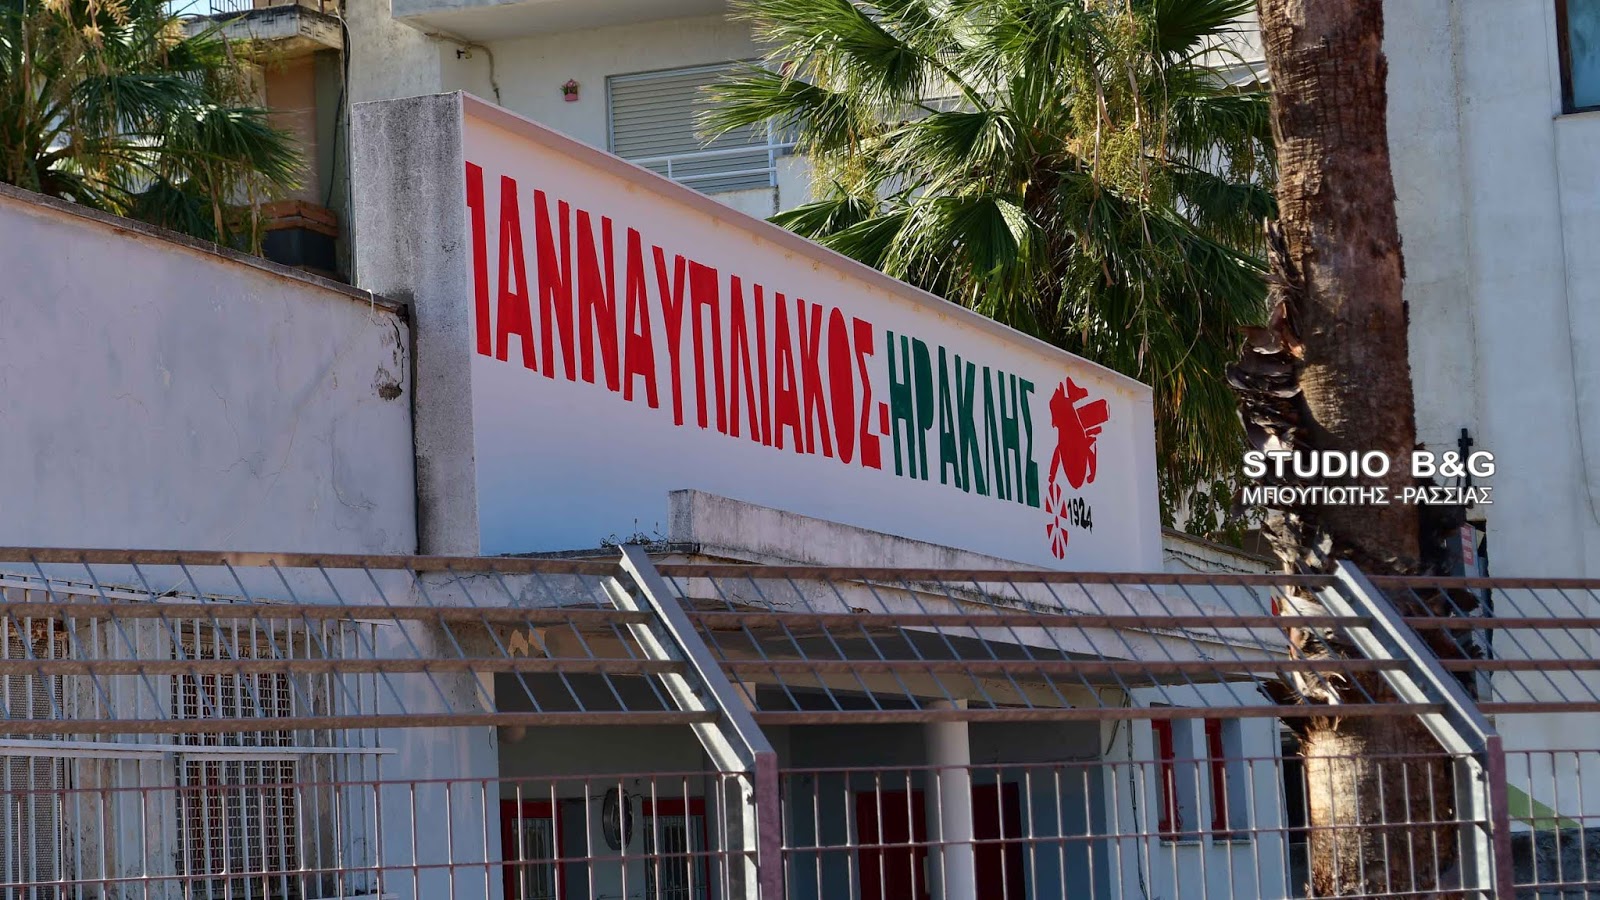 ΠΑΝΝΑΥΠΛΙΑΚΟΣ-ΗΡΑΚΛΗΣ
1924
STUDIO B&G
ΜΠΟΥΓΙΩΤΗΣ -ΡΑΣΣΙΑΣ